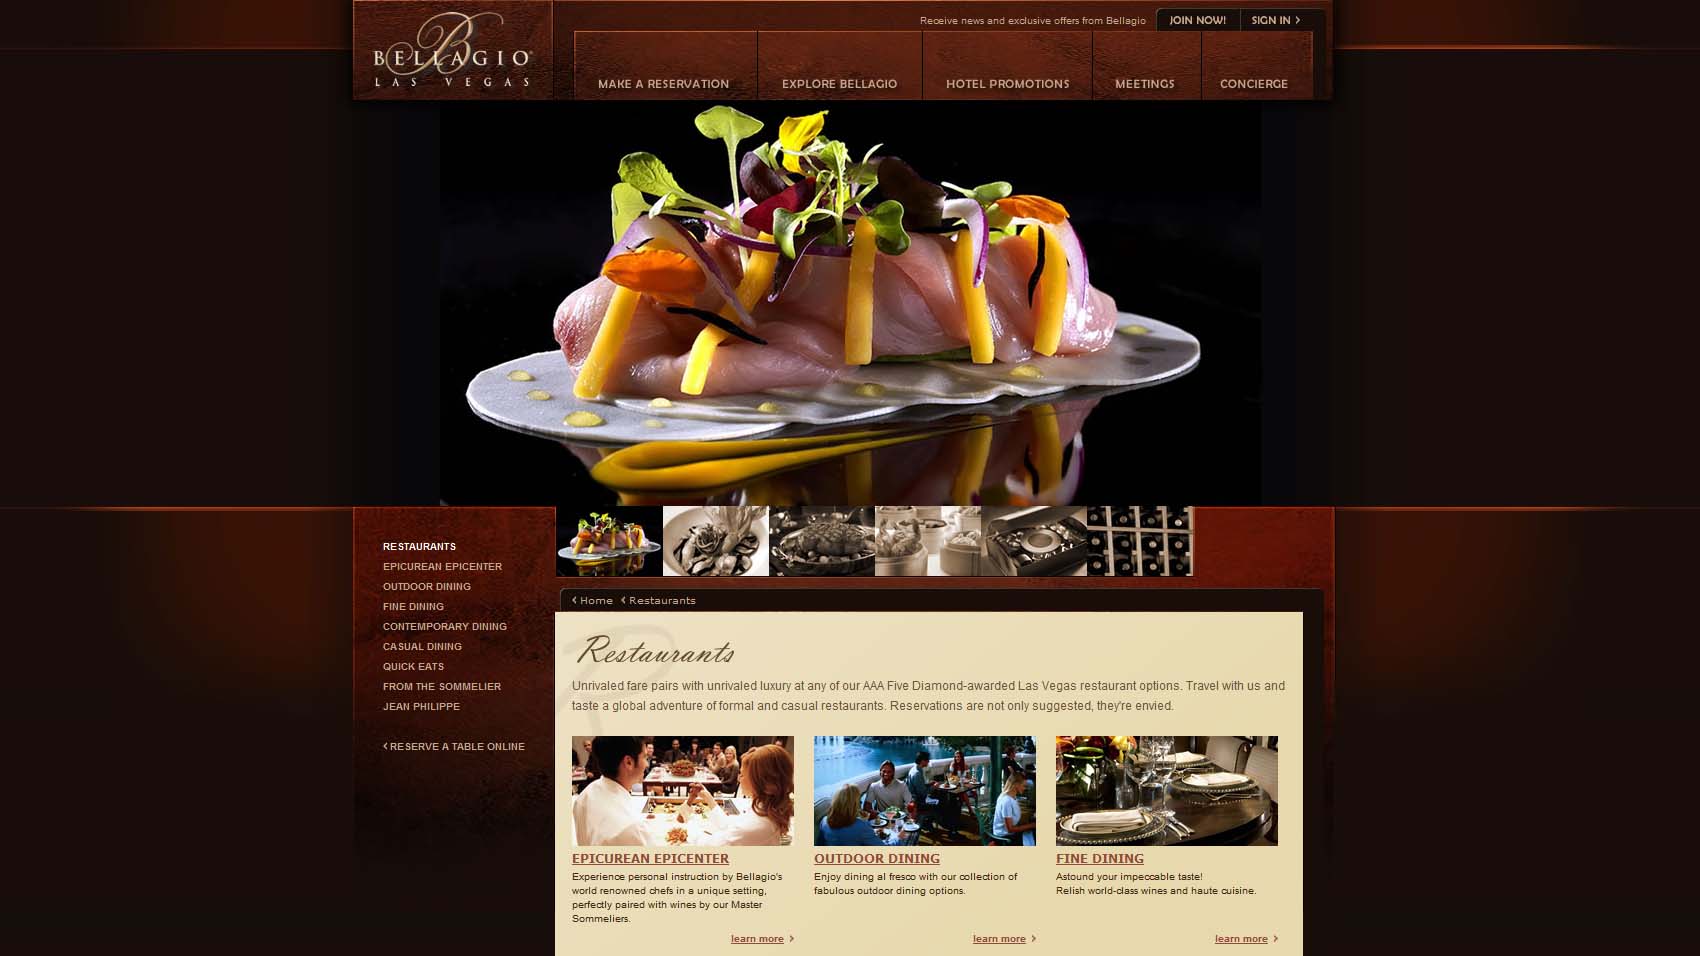 Receive news and exclusive offers from Bellagio
JOIN NOW!
SIGN IN
B
BELLAGIO
LAS VEGAS
MAKE A RESERVATION
EXPLORE BELLAGIO
HOTEL PROMOTIONS
MEETINGS
CONCIERGE
RESTAURANTS
EPICUREAN EPICENTER
OUTDOOR DINING
FINE DINING
CONTEMPORARY DINING
CASUAL DINING
QUICK EATS
FROM THE SOMMELIER
JEAN PHILIPPE
RESERVE A TABLE ONLINE
Home
Restaurants
Restaurants
Unrivaled fare pairs with unrivaled luxury at any of our AAA Five Diamond-awarded Las Vegas restaurant options. Travel with us and
taste a global adventure of formal and casual restaurants. Reservations are not only suggested, they're envied.
EPICUREAN EPICENTER
Experience personal instruction by Bellagio's
world renowned chefs in a unique setting,
perfectly paired with wines by our Master
Sommeliers.
learn more
OUTDOOR DINING
Enjoy dining al fresco with our collection of
fabulous outdoor dining options.
learn more
FINE DINING
Astound your impeccable taste!
Relish world-class wines and haute cuisine.
learn more